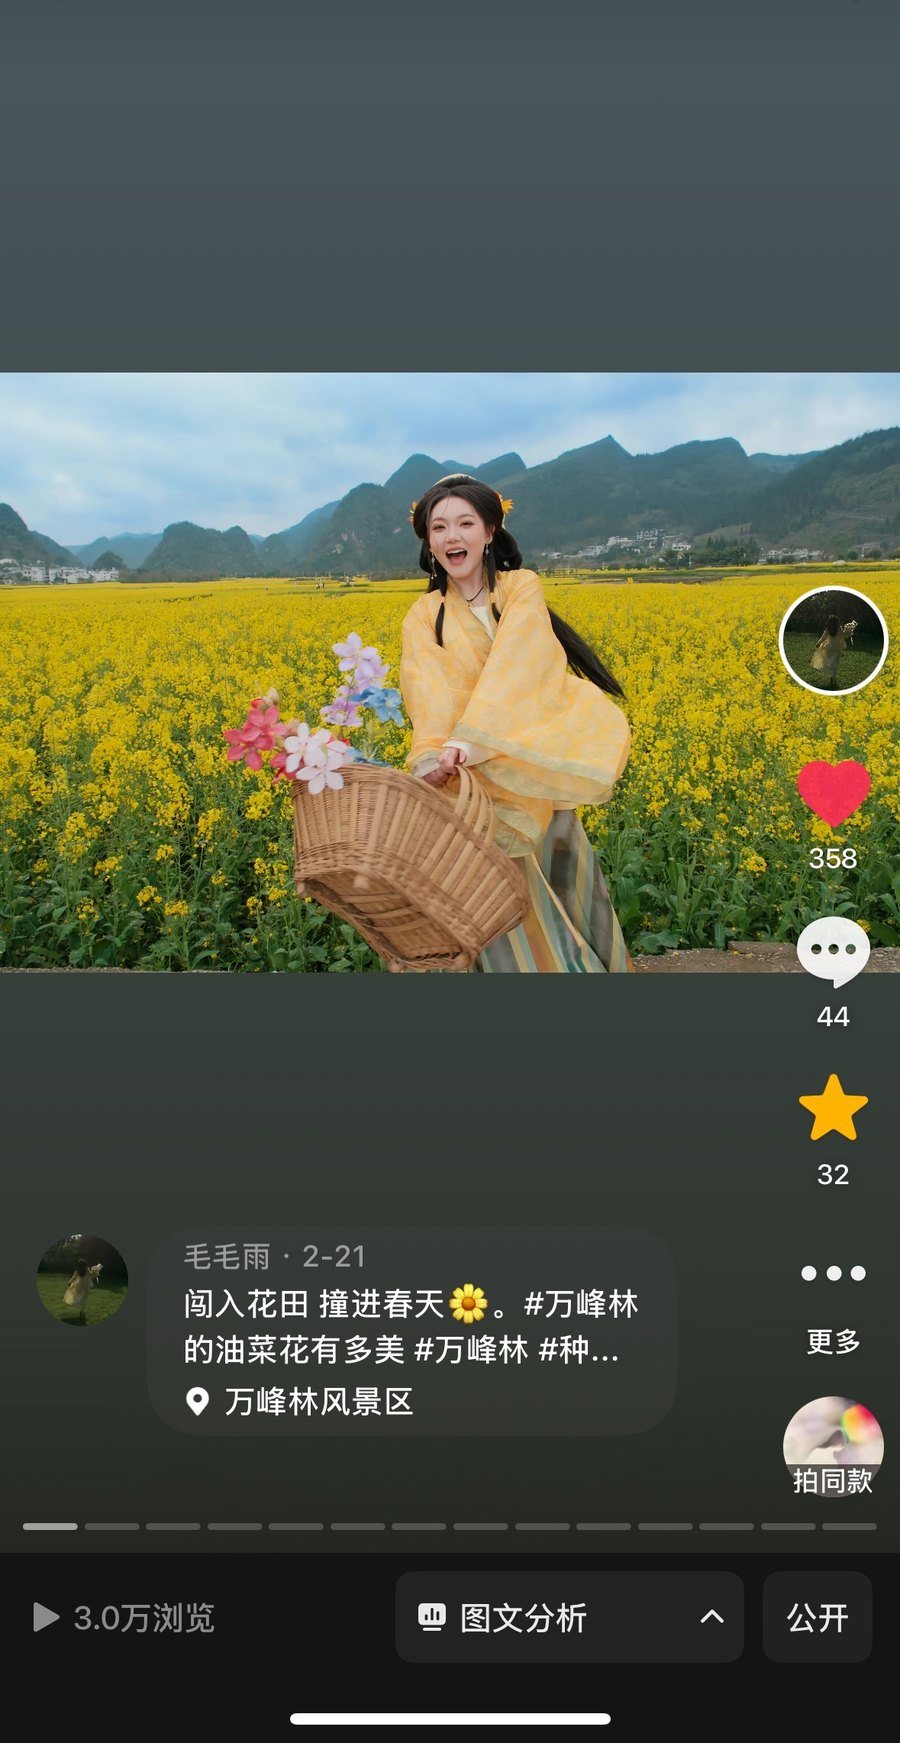 358
44
32
毛毛雨 · 2-21
闯入花田 撞进春天🌼。#万峰林
的油菜花有多美 #万峰林 #种...
万峰林风景区
更多
拍同款
3.0万浏览
图文分析
公开